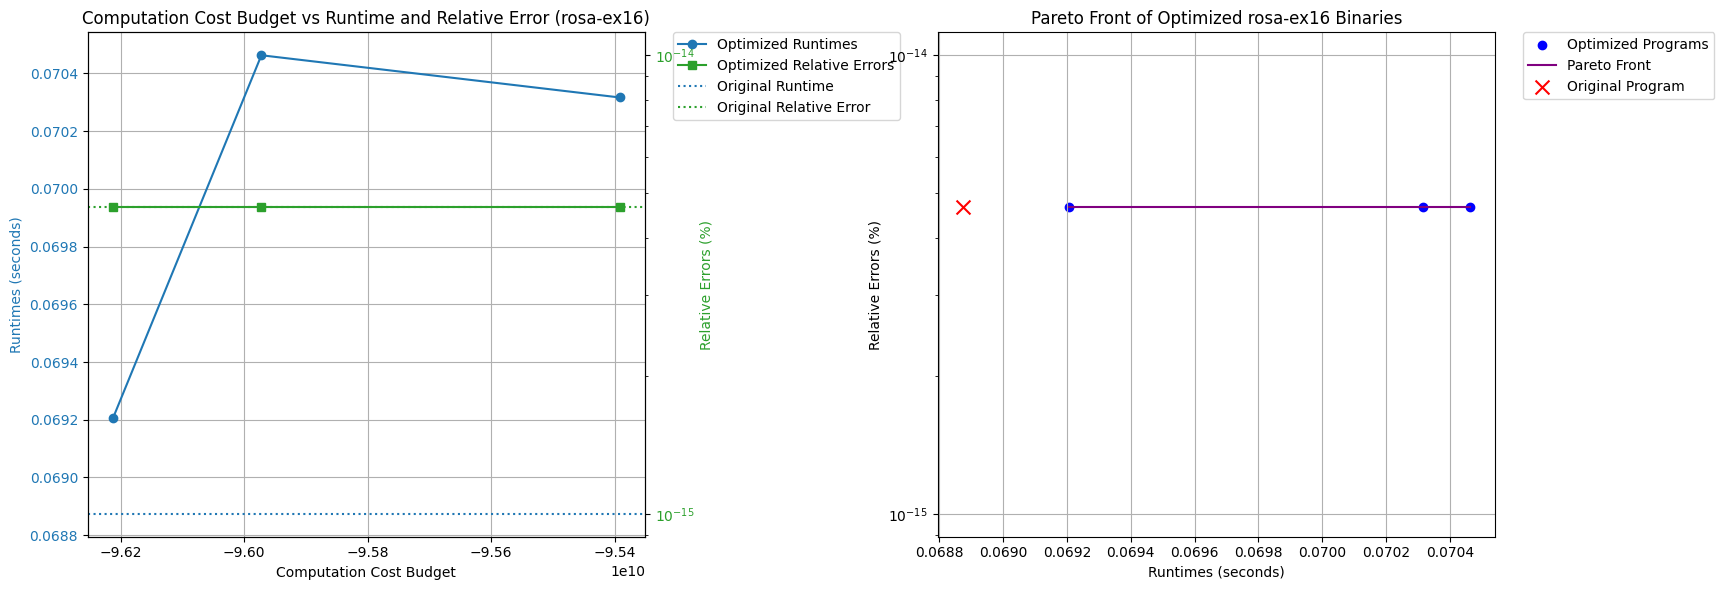 Computation Cost Budget vs Runtime and Relative Error (rosa-ex16)
Runtimes (seconds)
0.0704
0.0702
0.0700
0.0698
0.0696
0.0694
0.0692
0.0690
0.0688
−9.62
−9.60
−9.58
−9.56
−9.54
1e10
Computation Cost Budget
10⁻¹⁴
10⁻¹⁵
Relative Errors (%)
Optimized Runtimes
Optimized Relative Errors
Original Runtime
Original Relative Error
Pareto Front of Optimized rosa-ex16 Binaries
Relative Errors (%)
10⁻¹⁴
10⁻¹⁵
0.0688
0.0690
0.0692
0.0694
0.0696
0.0698
0.0700
0.0702
0.0704
Runtimes (seconds)
Optimized Programs
Pareto Front
Original Program